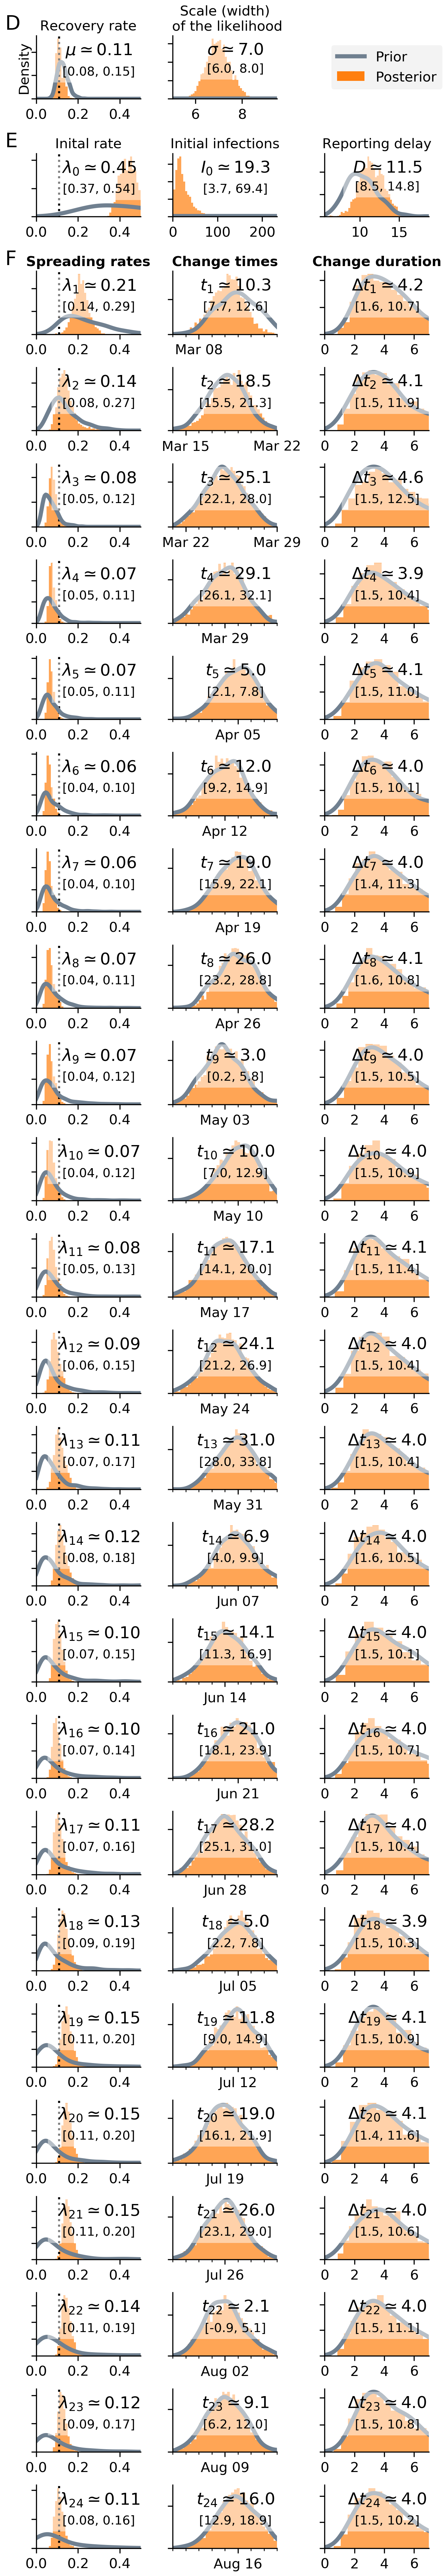 D
Recovery rate
Scale (width)
of the likelihood
Density
μ ≃ 0.11
[0.08, 0.15]
0.0 0.2 0.4
σ ≃ 7.0
[6.0, 8.0]
6 8
Prior
Posterior
E
Inital rate
λ0 ≃ 0.45
[0.37, 0.54]
0.0 0.2 0.4
Initial infections
I0 ≃ 19.3
[3.7, 69.4]
0 100 200
Reporting delay
D ≃ 11.5
[8.5, 14.8]
10 15
F
Spreading rates Change times Change duration
λ1 ≃ 0.21 t1 ≃ 10.3 Δt1 ≃ 4.2
[0.14, 0.29] [7.7, 12.6] [1.6, 10.7]
0.0 0.2 0.4 Mar 08 0 2 4 6
λ2 ≃ 0.14 t2 ≃ 18.5 Δt2 ≃ 4.1
[0.08, 0.27] [15.5, 21.3] [1.5, 11.9]
0.0 0.2 0.4 Mar 15 Mar 22 0 2 4 6
λ3 ≃ 0.08 t3 ≃ 25.1 Δt3 ≃ 4.6
[0.05, 0.12] [22.1, 28.0] [1.5, 12.5]
0.0 0.2 0.4 Mar 22 Mar 29 0 2 4 6
λ4 ≃ 0.07 t4 ≃ 29.1 Δt4 ≃ 3.9
[0.05, 0.11] [26.1, 32.1] [1.5, 10.4]
0.0 0.2 0.4 Mar 29 0 2 4 6
λ5 ≃ 0.07 t5 ≃ 5.0 Δt5 ≃ 4.1
[0.05, 0.11] [2.1, 7.8] [1.5, 11.0]
0.0 0.2 0.4 Apr 05 0 2 4 6
λ6 ≃ 0.06 t6 ≃ 12.0 Δt6 ≃ 4.0
[0.04, 0.10] [9.2, 14.9] [1.5, 10.1]
0.0 0.2 0.4 Apr 12 0 2 4 6
λ7 ≃ 0.06 t7 ≃ 19.0 Δt7 ≃ 4.0
[0.04, 0.10] [15.9, 22.1] [1.4, 11.3]
0.0 0.2 0.4 Apr 19 0 2 4 6
λ8 ≃ 0.07 t8 ≃ 26.0 Δt8 ≃ 4.1
[0.04, 0.11] [23.2, 28.8] [1.6, 10.8]
0.0 0.2 0.4 Apr 26 0 2 4 6
λ9 ≃ 0.07 t9 ≃ 3.0 Δt9 ≃ 4.0
[0.04, 0.12] [0.2, 5.8] [1.5, 10.5]
0.0 0.2 0.4 May 03 0 2 4 6
λ10 ≃ 0.07 t10 ≃ 10.0 Δt10 ≃ 4.0
[0.04, 0.12] [7.0, 12.9] [1.5, 10.9]
0.0 0.2 0.4 May 10 0 2 4 6
λ11 ≃ 0.08 t11 ≃ 17.1 Δt11 ≃ 4.1
[0.05, 0.13] [14.1, 20.0] [1.5, 11.4]
0.0 0.2 0.4 May 17 0 2 4 6
λ12 ≃ 0.09 t12 ≃ 24.1 Δt12 ≃ 4.0
[0.06, 0.15] [21.2, 26.9] [1.5, 10.4]
0.0 0.2 0.4 May 24 0 2 4 6
λ13 ≃ 0.11 t13 ≃ 31.0 Δt13 ≃ 4.0
[0.07, 0.17] [28.0, 33.8] [1.5, 10.4]
0.0 0.2 0.4 May 31 0 2 4 6
λ14 ≃ 0.12 t14 ≃ 6.9 Δt14 ≃ 4.0
[0.08, 0.18] [4.0, 9.9] [1.6, 10.5]
0.0 0.2 0.4 Jun 07 0 2 4 6
λ15 ≃ 0.10 t15 ≃ 14.1 Δt15 ≃ 4.0
[0.07, 0.15] [11.3, 16.9] [1.5, 10.1]
0.0 0.2 0.4 Jun 14 0 2 4 6
λ16 ≃ 0.10 t16 ≃ 21.0 Δt16 ≃ 4.0
[0.07, 0.14] [18.1, 23.9] [1.5, 10.7]
0.0 0.2 0.4 Jun 21 0 2 4 6
λ17 ≃ 0.11 t17 ≃ 28.2 Δt17 ≃ 4.0
[0.07, 0.16] [25.1, 31.0] [1.5, 10.4]
0.0 0.2 0.4 Jun 28 0 2 4 6
λ18 ≃ 0.13 t18 ≃ 5.0 Δt18 ≃ 3.9
[0.09, 0.19] [2.2, 7.8] [1.5, 10.3]
0.0 0.2 0.4 Jul 05 0 2 4 6
λ19 ≃ 0.15 t19 ≃ 11.8 Δt19 ≃ 4.1
[0.11, 0.20] [9.0, 14.9] [1.5, 10.9]
0.0 0.2 0.4 Jul 12 0 2 4 6
λ20 ≃ 0.15 t20 ≃ 19.0 Δt20 ≃ 4.1
[0.11, 0.20] [16.1, 21.9] [1.4, 11.6]
0.0 0.2 0.4 Jul 19 0 2 4 6
λ21 ≃ 0.15 t21 ≃ 26.0 Δt21 ≃ 4.0
[0.11, 0.20] [23.1, 29.0] [1.5, 10.6]
0.0 0.2 0.4 Jul 26 0 2 4 6
λ22 ≃ 0.14 t22 ≃ 2.1 Δt22 ≃ 4.0
[0.11, 0.19] [-0.9, 5.1] [1.5, 11.1]
0.0 0.2 0.4 Aug 02 0 2 4 6
λ23 ≃ 0.12 t23 ≃ 9.1 Δt23 ≃ 4.0
[0.09, 0.17] [6.2, 12.0] [1.5, 10.8]
0.0 0.2 0.4 Aug 09 0 2 4 6
λ24 ≃ 0.11 t24 ≃ 16.0 Δt24 ≃ 4.0
[0.08, 0.16] [12.9, 18.9] [1.5, 10.2]
0.0 0.2 0.4 Aug 16 0 2 4 6